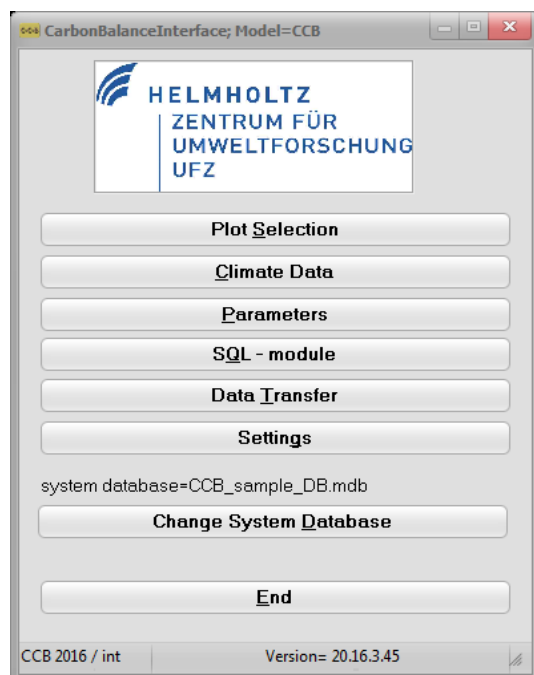 CarbonBalanceInterface; Model=CCB
HELMHOLTZ
ZENTRUM FÜR
UMWELTFORSCHUNG
UFZ
Plot Selection
Climate Data
Parameters
SQL - module
Data Transfer
Settings
system database=CCB_sample_DB.mdb
Change System Database
End
CCB 2016 / int Version= 20.16.3.45